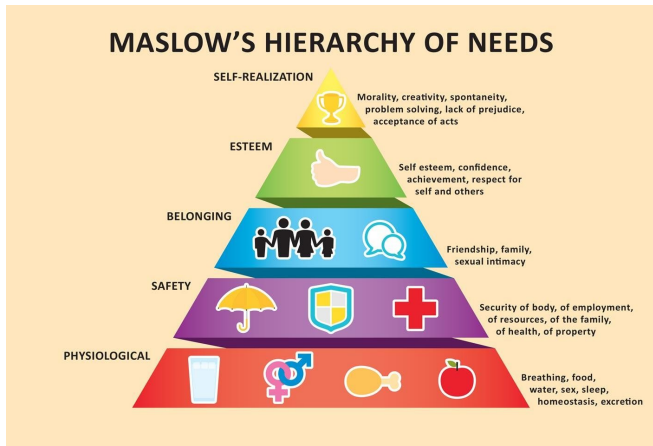 MASLOW'S HIERARCHY OF NEEDS
SELF-REALIZATION
Morality, creativity, spontaneity,
problem solving, lack of prejudice,
acceptance of acts
ESTEEM
Self esteem, confidence,
achievement, respect for
self and others
BELONGING
Friendship, family,
sexual intimacy
SAFETY
Security of body, of employment,
of resources, of the family,
of health, of property
PHYSIOLOGICAL
Breathing, food,
water, sex, sleep,
homeostasis, excretion